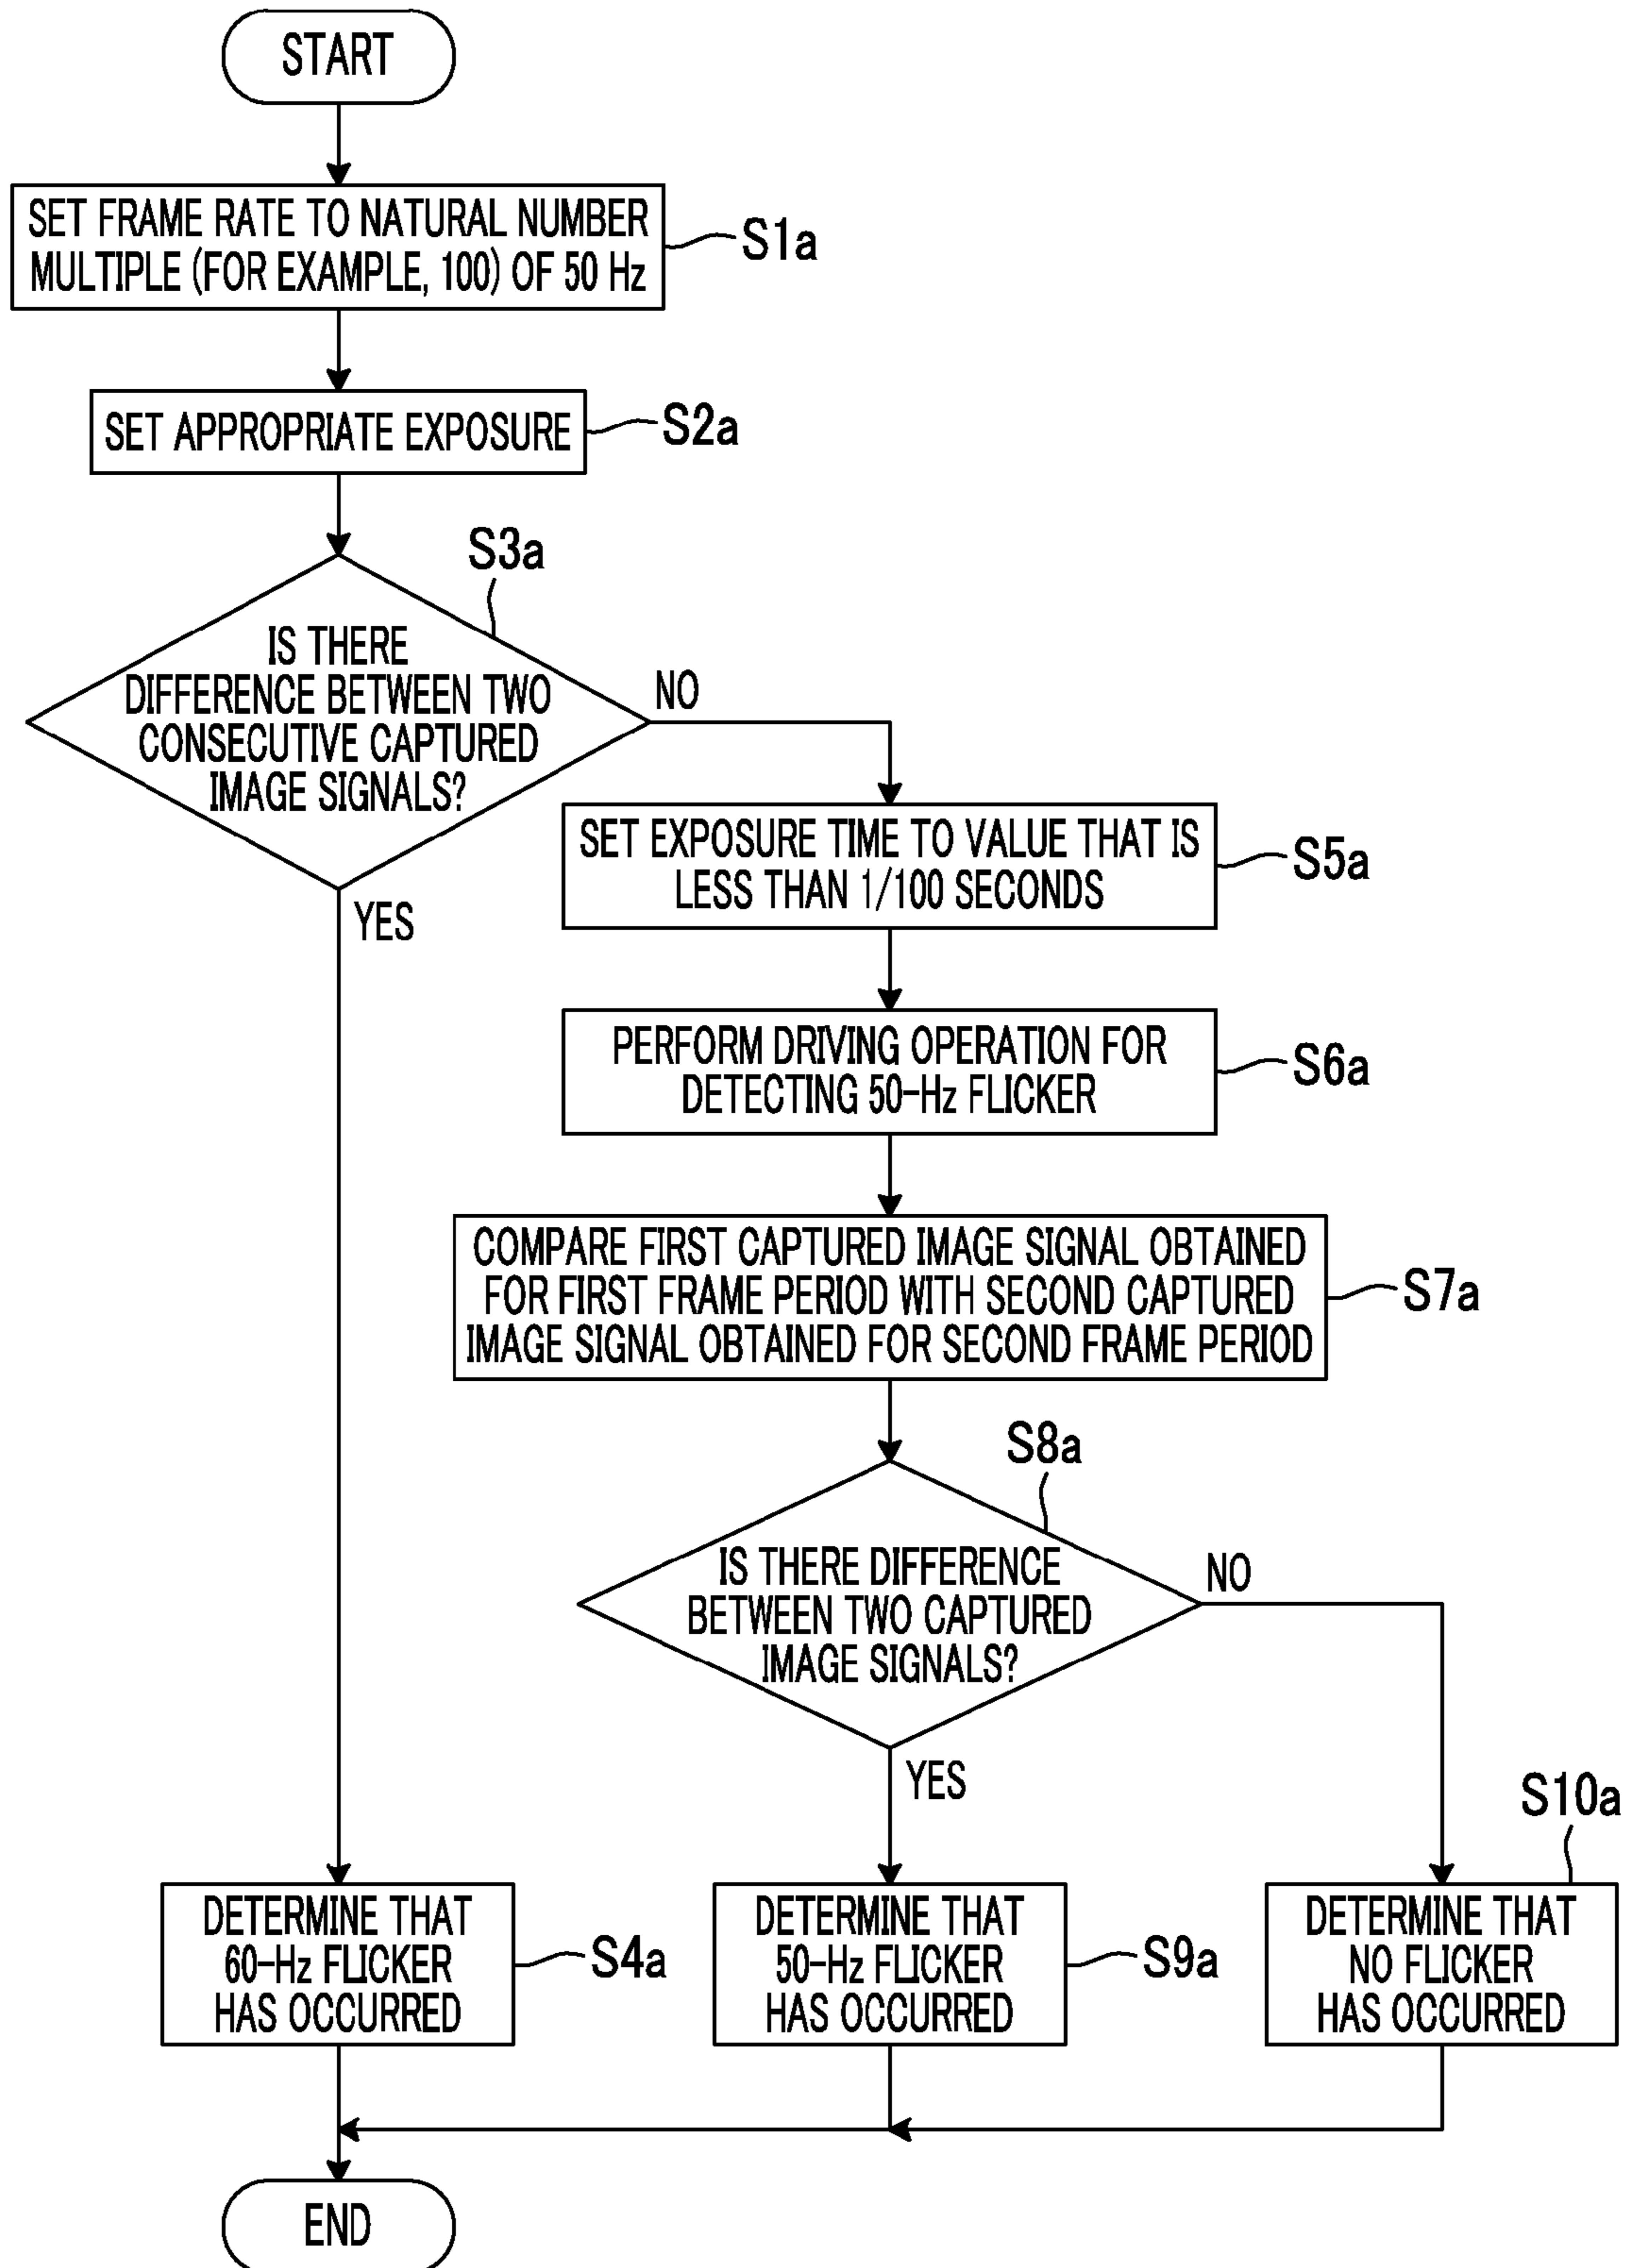 START
SET FRAME RATE TO NATURAL NUMBER
MULTIPLE (FOR EXAMPLE, 100) OF 50 Hz
S1a
SET APPROPRIATE EXPOSURE
S2a
S3a
IS THERE
DIFFERENCE BETWEEN TWO
CONSECUTIVE CAPTURED
IMAGE SIGNALS?
NO
YES
SET EXPOSURE TIME TO VALUE THAT IS
LESS THAN 1/100 SECONDS
S5a
PERFORM DRIVING OPERATION FOR
DETECTING 50-Hz FLICKER
S6a
COMPARE FIRST CAPTURED IMAGE SIGNAL OBTAINED
FOR FIRST FRAME PERIOD WITH SECOND CAPTURED
IMAGE SIGNAL OBTAINED FOR SECOND FRAME PERIOD
S7a
S8a
IS THERE DIFFERENCE
BETWEEN TWO CAPTURED
IMAGE SIGNALS?
NO
YES
DETERMINE THAT
60-Hz FLICKER
HAS OCCURRED
S4a
DETERMINE THAT
50-Hz FLICKER
HAS OCCURRED
S9a
S10a
DETERMINE THAT
NO FLICKER
HAS OCCURRED
END